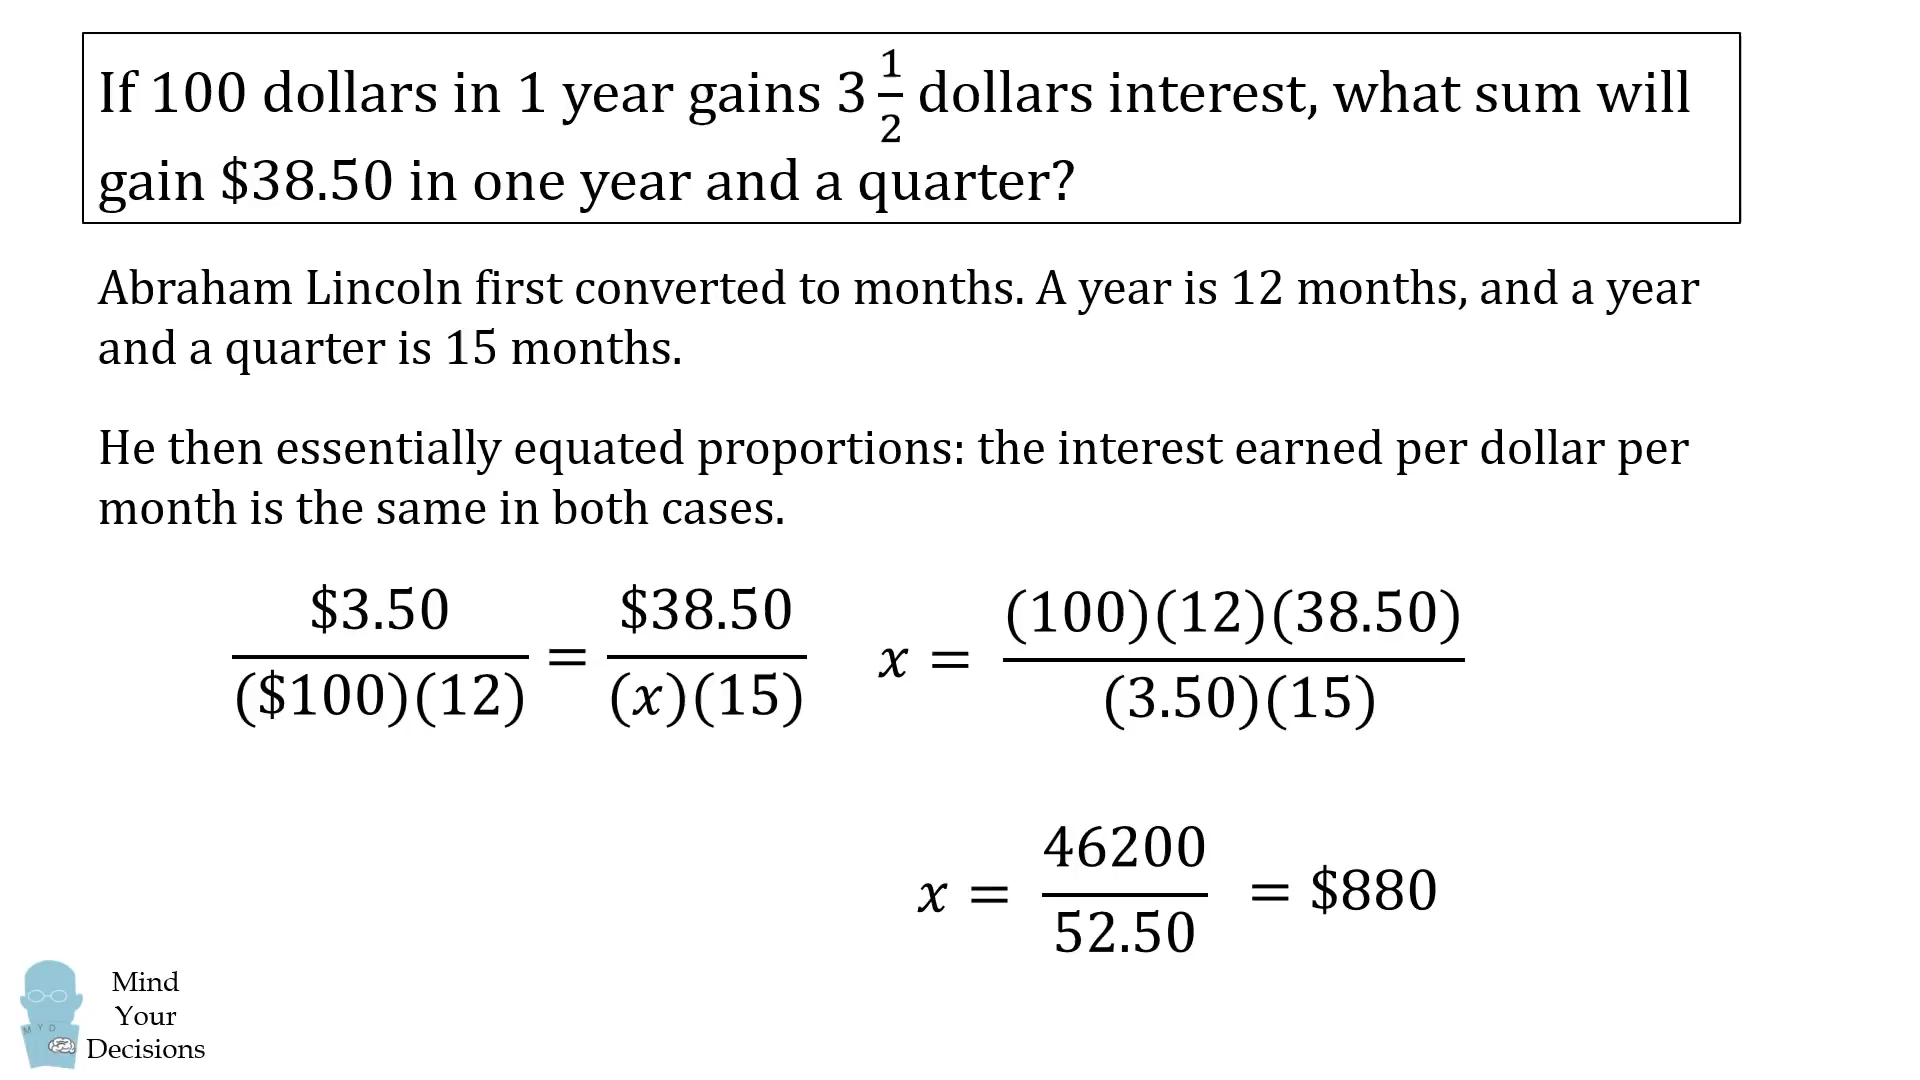 If 100 dollars in 1 year gains 3 1/2 dollars interest, what sum will
gain $38.50 in one year and a quarter?
Abraham Lincoln first converted to months. A year is 12 months, and a year
and a quarter is 15 months.
He then essentially equated proportions: the interest earned per dollar per
month is the same in both cases.
$3.50/($100)(12) = $38.50/(x)(15)
x = (100)(12)(38.50)/(3.50)(15)
x = 46200/52.50 = $880
M Y D
Mind
Your
Decisions